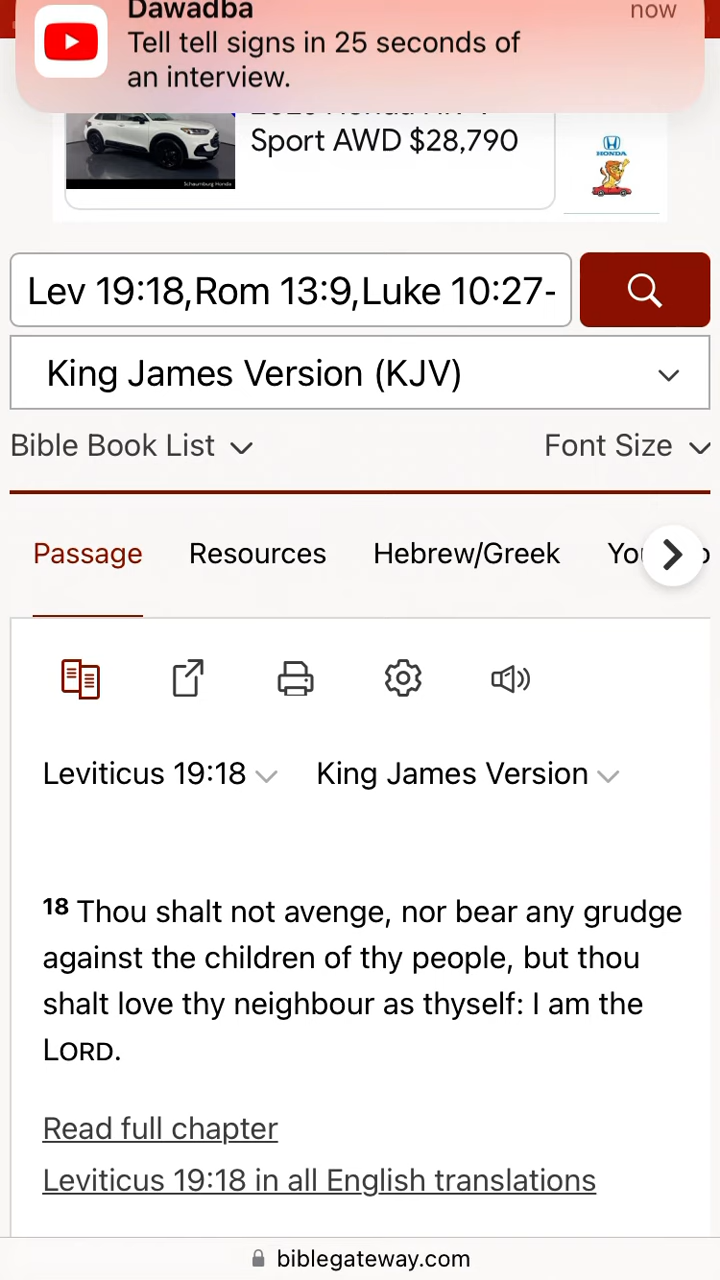 Dawadba
now
Tell tell signs in 25 seconds of
an interview.
Sport AWD $28,790
HONDA
Schaumburg Honda
Lev 19:18,Rom 13:9,Luke 10:27-
King James Version (KJV)
Bible Book List
Font Size
Passage
Resources
Hebrew/Greek
Leviticus 19:18
King James Version
18 Thou shalt not avenge, nor bear any grudge
against the children of thy people, but thou
shalt love thy neighbour as thyself: I am the
LORD.
Read full chapter
Leviticus 19:18 in all English translations
biblegateway.com